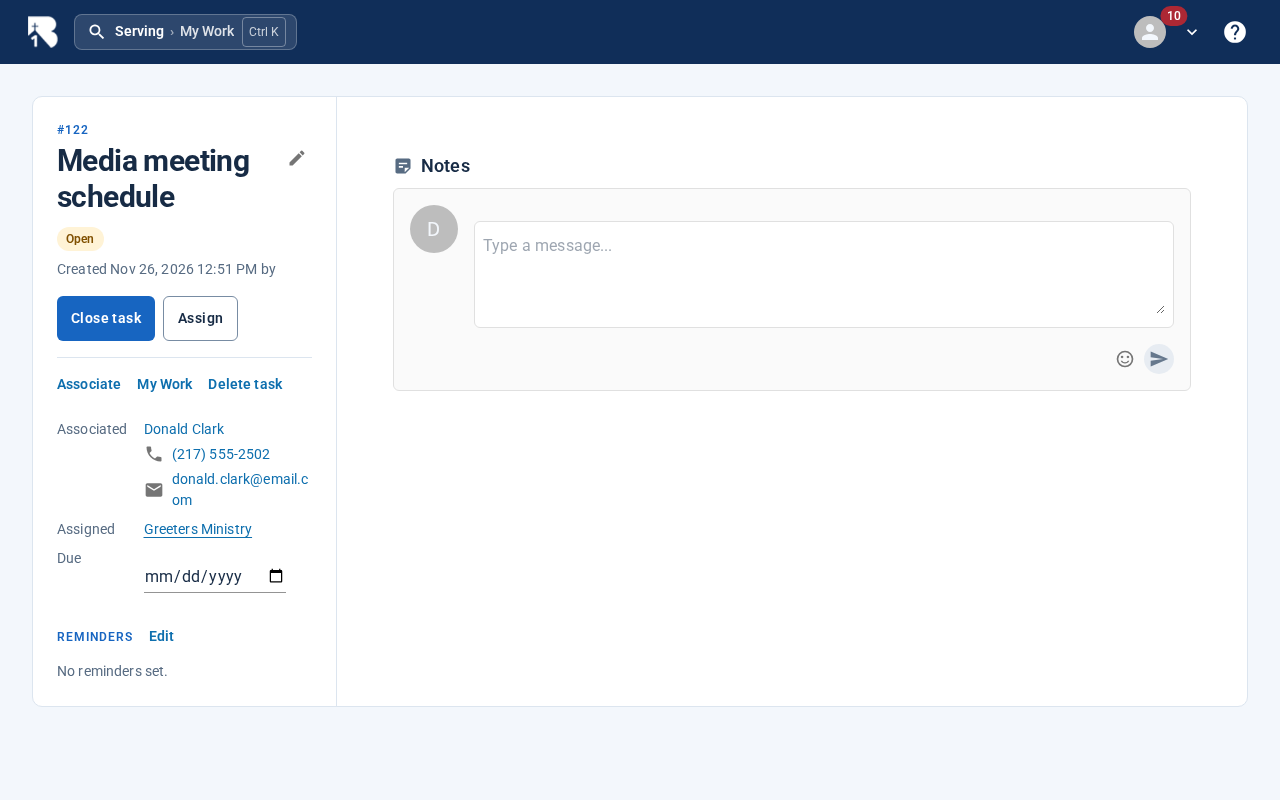 Serving › My Work Ctrl K
10
#122
Media meeting
schedule
Open
Created Nov 26, 2026 12:51 PM by
Close task Assign
Associate My Work Delete task
Associated Donald Clark
(217) 555-2502
donald.clark@email.c
om
Assigned Greeters Ministry
Due
mm/dd/yyyy
REMINDERS Edit
No reminders set.
Notes
D
Type a message...